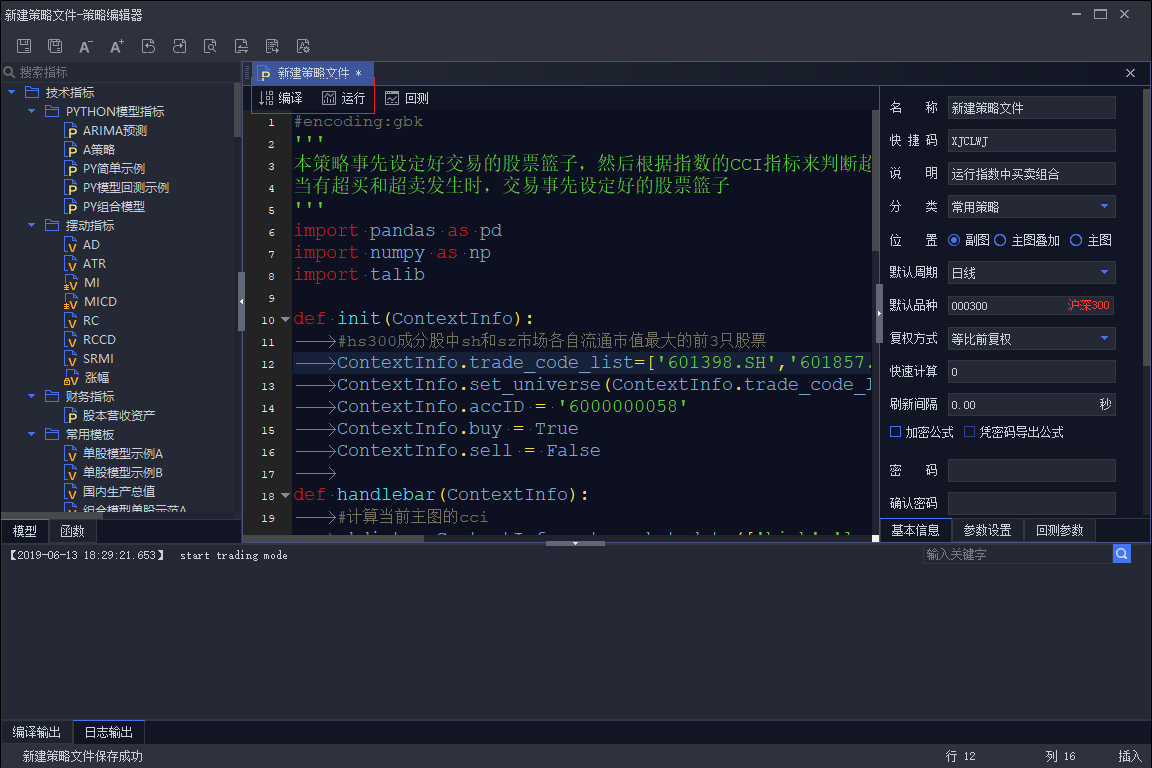 新建策略文件-策略编辑器
搜索指标
技术指标
PYTHON模型指标
ARIMA预测
A策略
PY简单示例
PY模型回测示例
PY组合模型
摆动指标
AD
ATR
MI
MICD
RC
RCCD
SRMI
涨幅
财务指标
股本营收资产
常用模板
单股模型示例A
单股模型示例B
国内生产总值
组合模型单股示范A
模型 函数
新建策略文件 *
编译 运行 回测
1 #encoding:gbk
2 '''
3 本策略事先设定好交易的股票篮子，然后根据指数的CCI指标来判断超
4 当有超买和超卖发生时，交易事先设定好的股票篮子
5 '''
6 import pandas as pd
7 import numpy as np
8 import talib
9
10 def init(ContextInfo):
11 #hs300成分股中sh和sz市场各自流通市值最大的前3只股票
12 ContextInfo.trade_code_list=['601398.SH','601857.
13 ContextInfo.set_universe(ContextInfo.trade_code_l
14 ContextInfo.accID = '6000000058'
15 ContextInfo.buy = True
16 ContextInfo.sell = False
17
18 def handlebar(ContextInfo):
19 #计算当前主图的cci
名 称 新建策略文件
快 捷 码 XJCLWJ
说 明 运行指数中买卖组合
分 类 常用策略
位 置 副图 主图叠加 主图
默认周期 日线
默认品种 000300 沪深300
复权方式 等比前复权
快速计算 0
刷新间隔 0.00 秒
加密公式 凭密码导出公式
密 码
确认密码
基本信息 参数设置 回测参数
【2019-06-13 18:29:21.653】 start trading mode
输入关键字
编译输出 日志输出
新建策略文件保存成功 行 12 列 16 插入